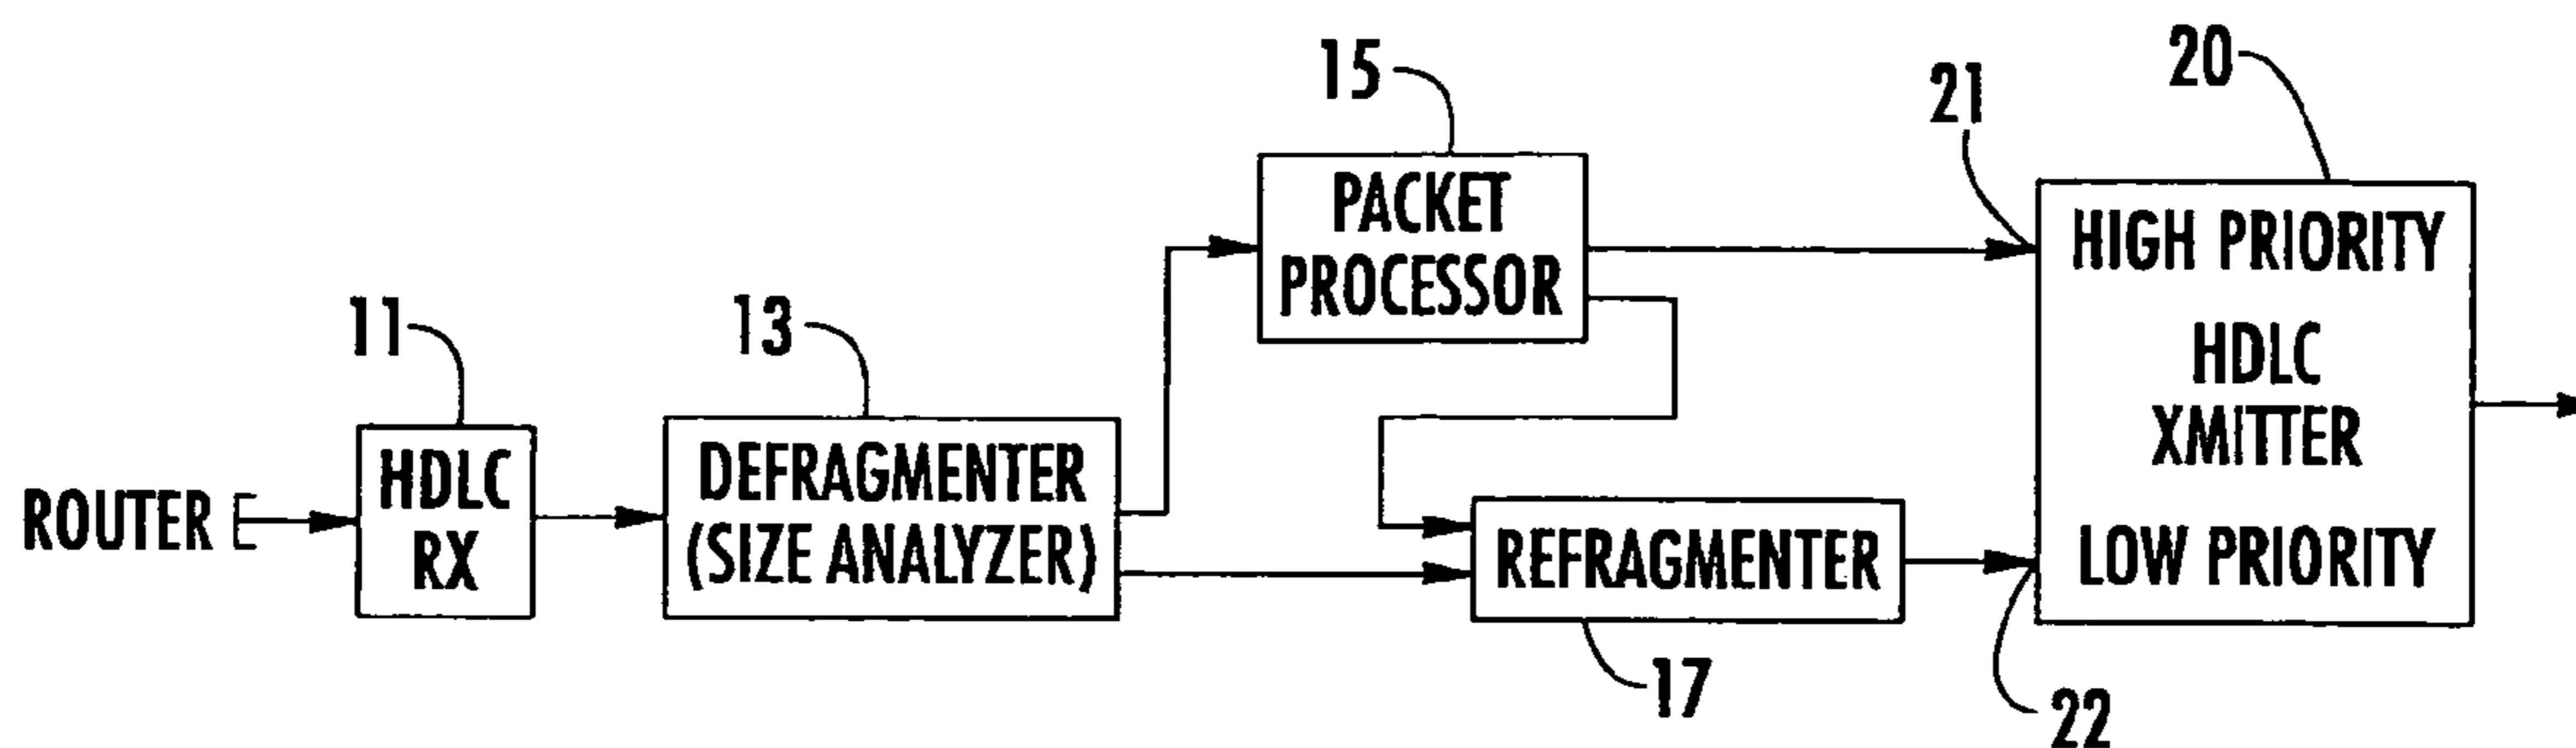 15
21
20
PACKET
PROCESSOR
HIGH PRIORITY
HDLC
XMITTER
LOW PRIORITY
11
13
ROUTER
HDLC
RX
DEFRAGMENTER
(SIZE ANALYZER)
REFRAGMENTER
17
22